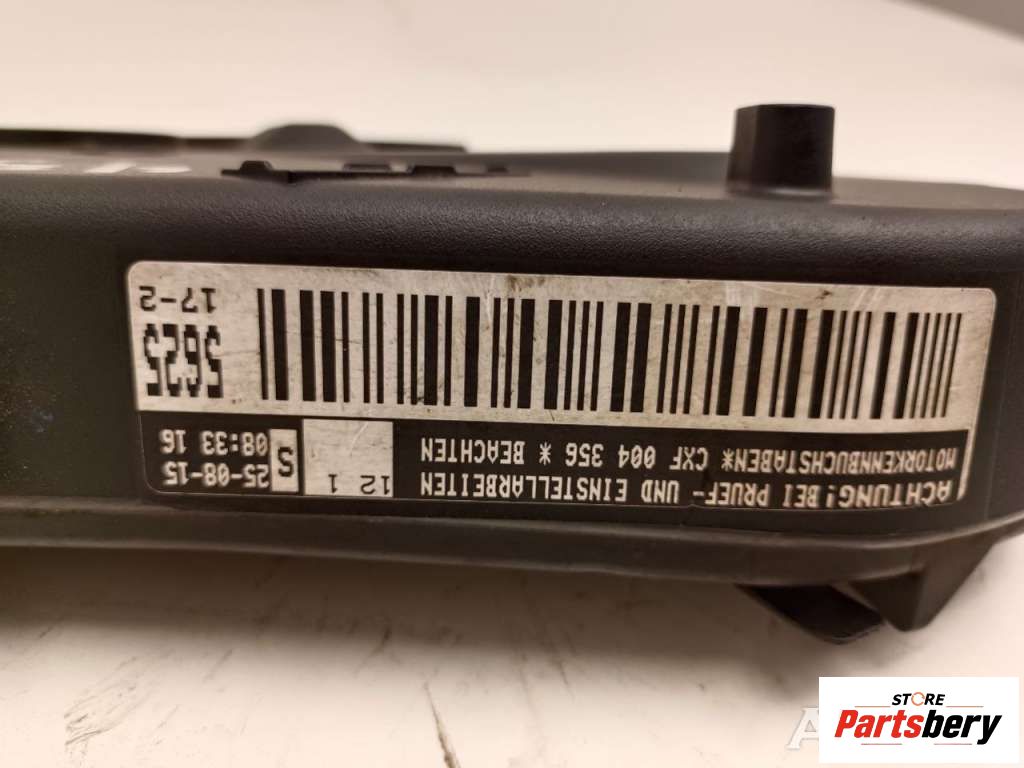 ACHTUNG! BEI PRUEF- UND EINSTELLARBEITEN
MOTORKENNBUCHSTABEN* CXF 004 356 * BEACHTEN
12 1
S
25-08-15
08:33 16
17-2
STORE
Partsbery